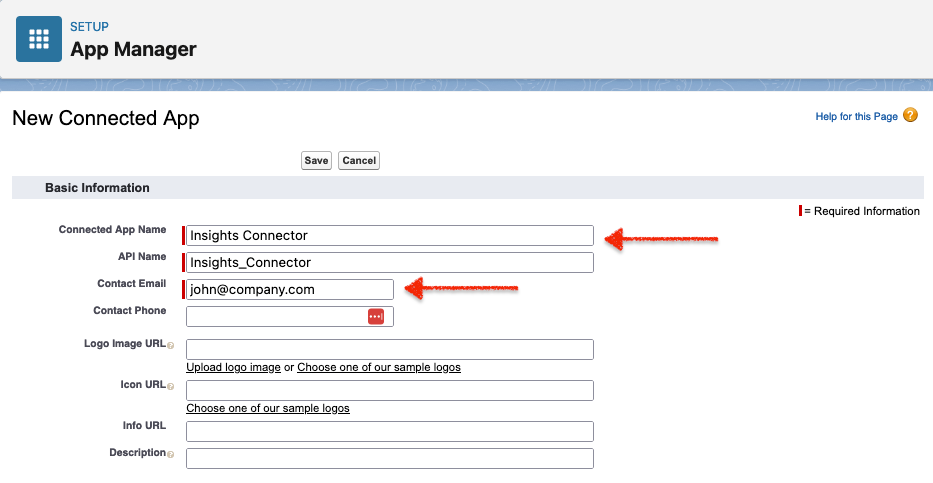 SETUP
App Manager
New Connected App
Help for this Page ?
Save Cancel
Basic Information
= Required Information
Connected App Name Insights Connector
API Name Insights_Connector
Contact Email john@company.com
Contact Phone
Logo Image URL ?
Upload logo image or Choose one of our sample logos
Icon URL ?
Choose one of our sample logos
Info URL
Description ?